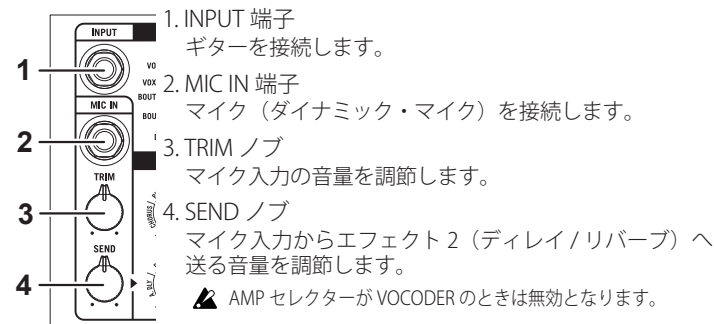 INPUT
1
MIC IN
2
TRIM
3
SEND
4
VOX
1. INPUT 端子
ギターを接続します。
2. MIC IN 端子
マイク（ダイナミック・マイク）を接続します。
3. TRIM ノブ
マイク入力の音量を調節します。
4. SEND ノブ
マイク入力からエフェクト 2（ディレイ / リバーブ）へ
送る音量を調節します。
AMP セレクターが VOCODER のときは無効となります。